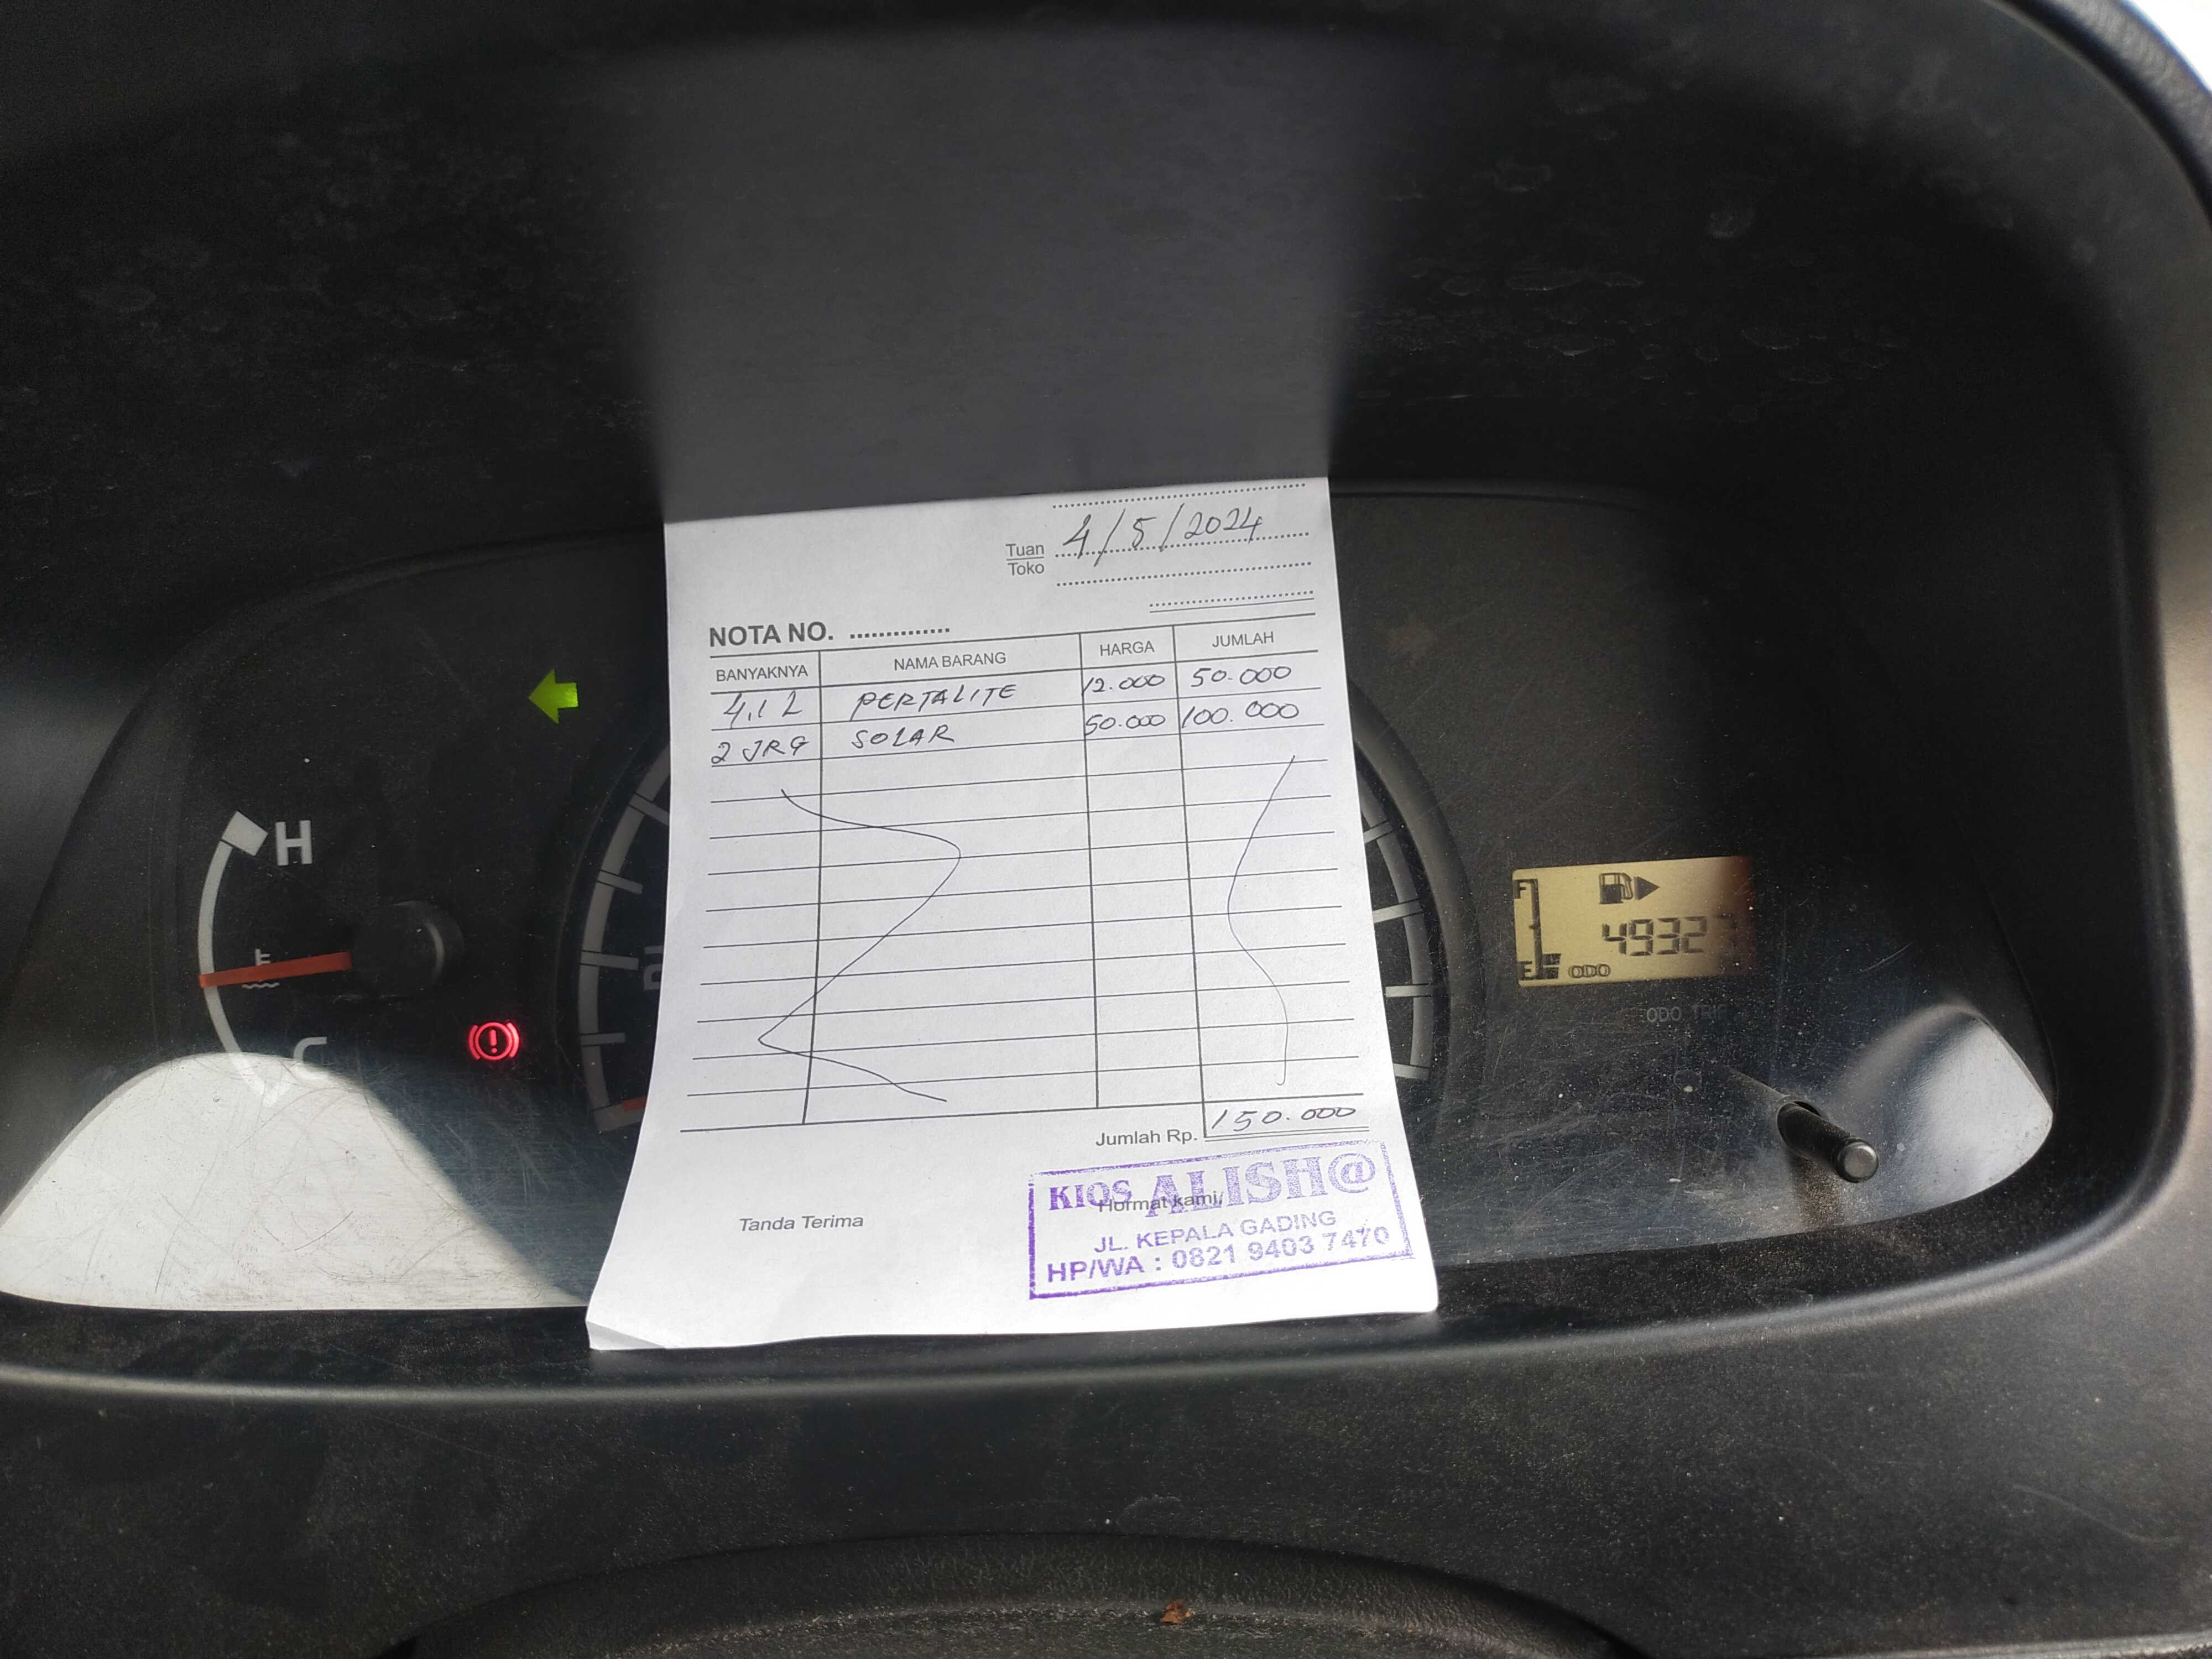 4/5/2024
Tuan
Toko
NOTA NO. ..............
BANYAKNYA NAMA BARANG HARGA JUMLAH
4,1 L PERTALITE 12.000 50.000
2 JRG SOLAR 50.000 100.000
Jumlah Rp. 150.000
Tanda Terima
Hormat kami,
KIOS ALISH@
JL. KEPALA GADING
HP/WA : 0821 9403 7470
H
C
F
E
ODO
ODO TRIP